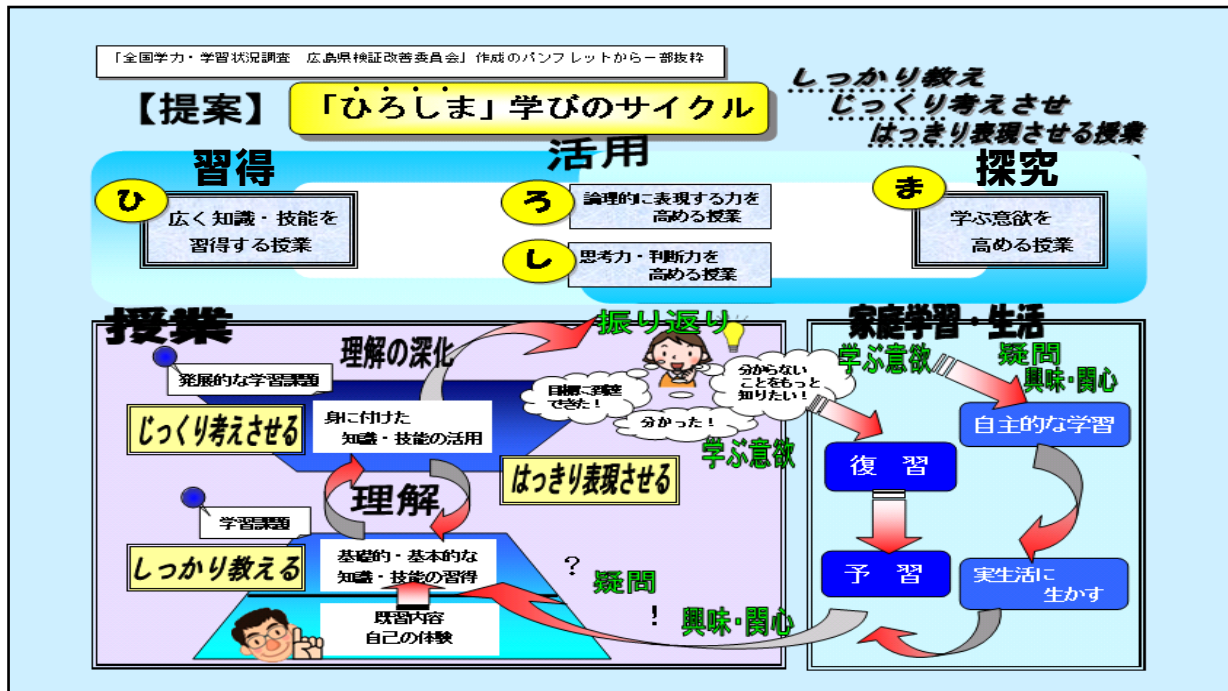 「全国学力・学習状況調査　広島県検証改善委員会」作成のパンフレットから一部抜粋
【提案】
「ひろしま」学びのサイクル
しっかり教え
じっくり考えさせ
はっきり表現させる授業
習得
活用
探究
ひ
広く知識・技能を
習得する授業
ろ
論理的に表現する力を
高める授業
し
思考力・判断力を
高める授業
ま
学ぶ意欲を
高める授業
授業
理解の深化
振り返り
発展的な学習課題
じっくり考えさせる
身に付けた
知識・技能の活用
目標に到達
できた！
分かった！
分からない
ことをもっと
知りたい！
学ぶ意欲
はっきり表現させる
理解
学習課題
しっかり教える
基礎的・基本的な
知識・技能の習得
既習内容
自己の体験
？
疑問
！
興味・関心
家庭学習・生活
学ぶ意欲
疑問
興味・関心
自主的な学習
復　習
予　習
実生活に
生かす